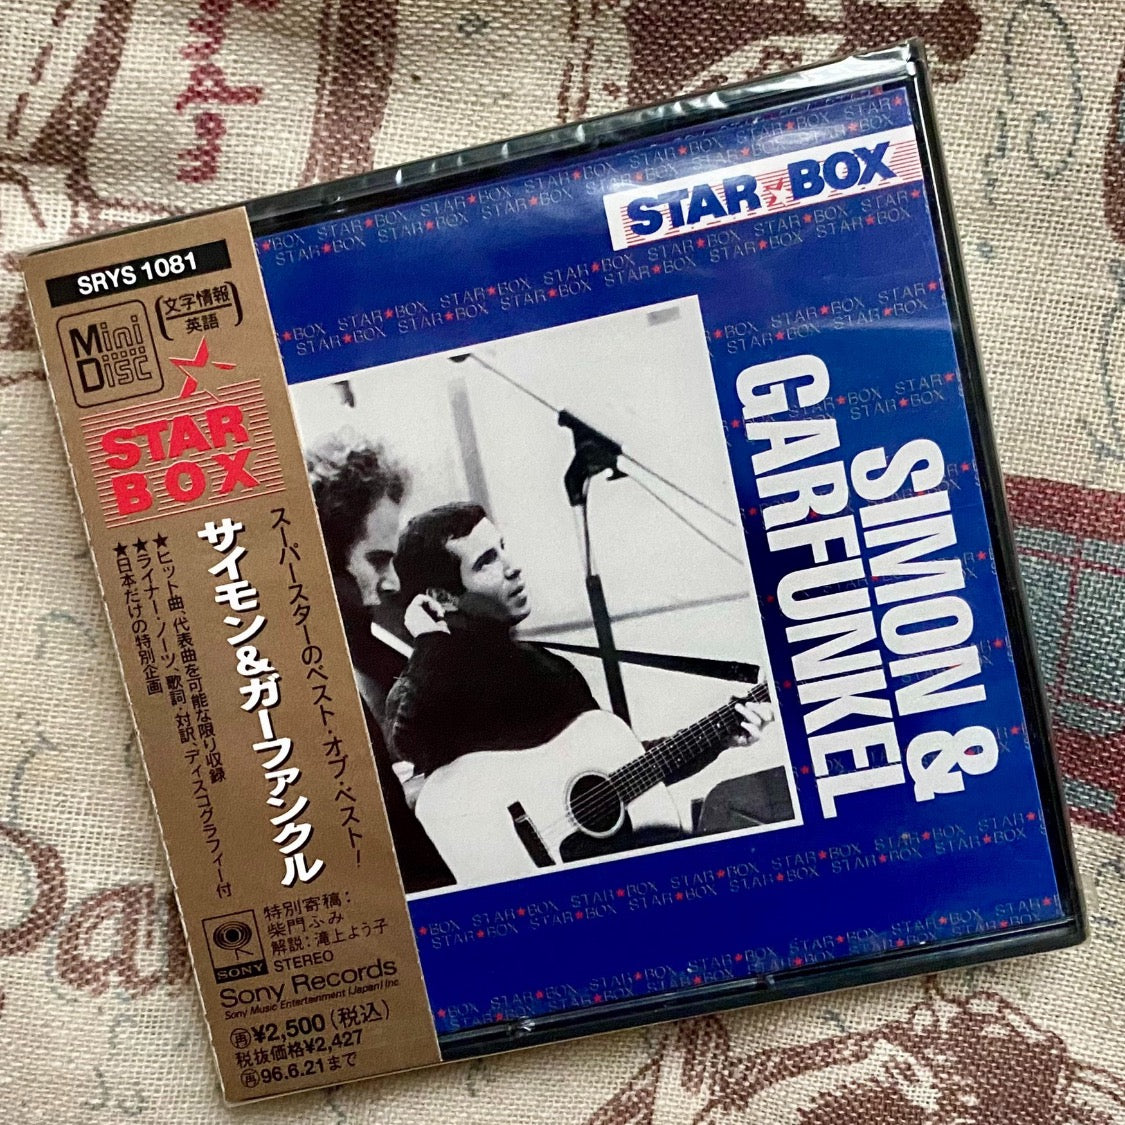 SRYS 1081
Mini
Disc
文字情報
英語
STAR
BOX
スーパースターのベスト・オブ・ベスト!
サイモン&ガーファンクル
★ヒット曲、代表曲を可能な限り収録
★ライナー・ノーツ、歌詞・対訳、ディスコグラフィー付
★日本だけの特別企画
SONY
特別寄稿:
柴門ふみ
解説:滝上よう子
STEREO
Sony Records
Sony Music Entertainment (Japan) Inc.
再¥2,500(税込)
税抜価格¥2,427
再96.6.21まで
STAR★BOX
SIMON &
GARFUNKEL